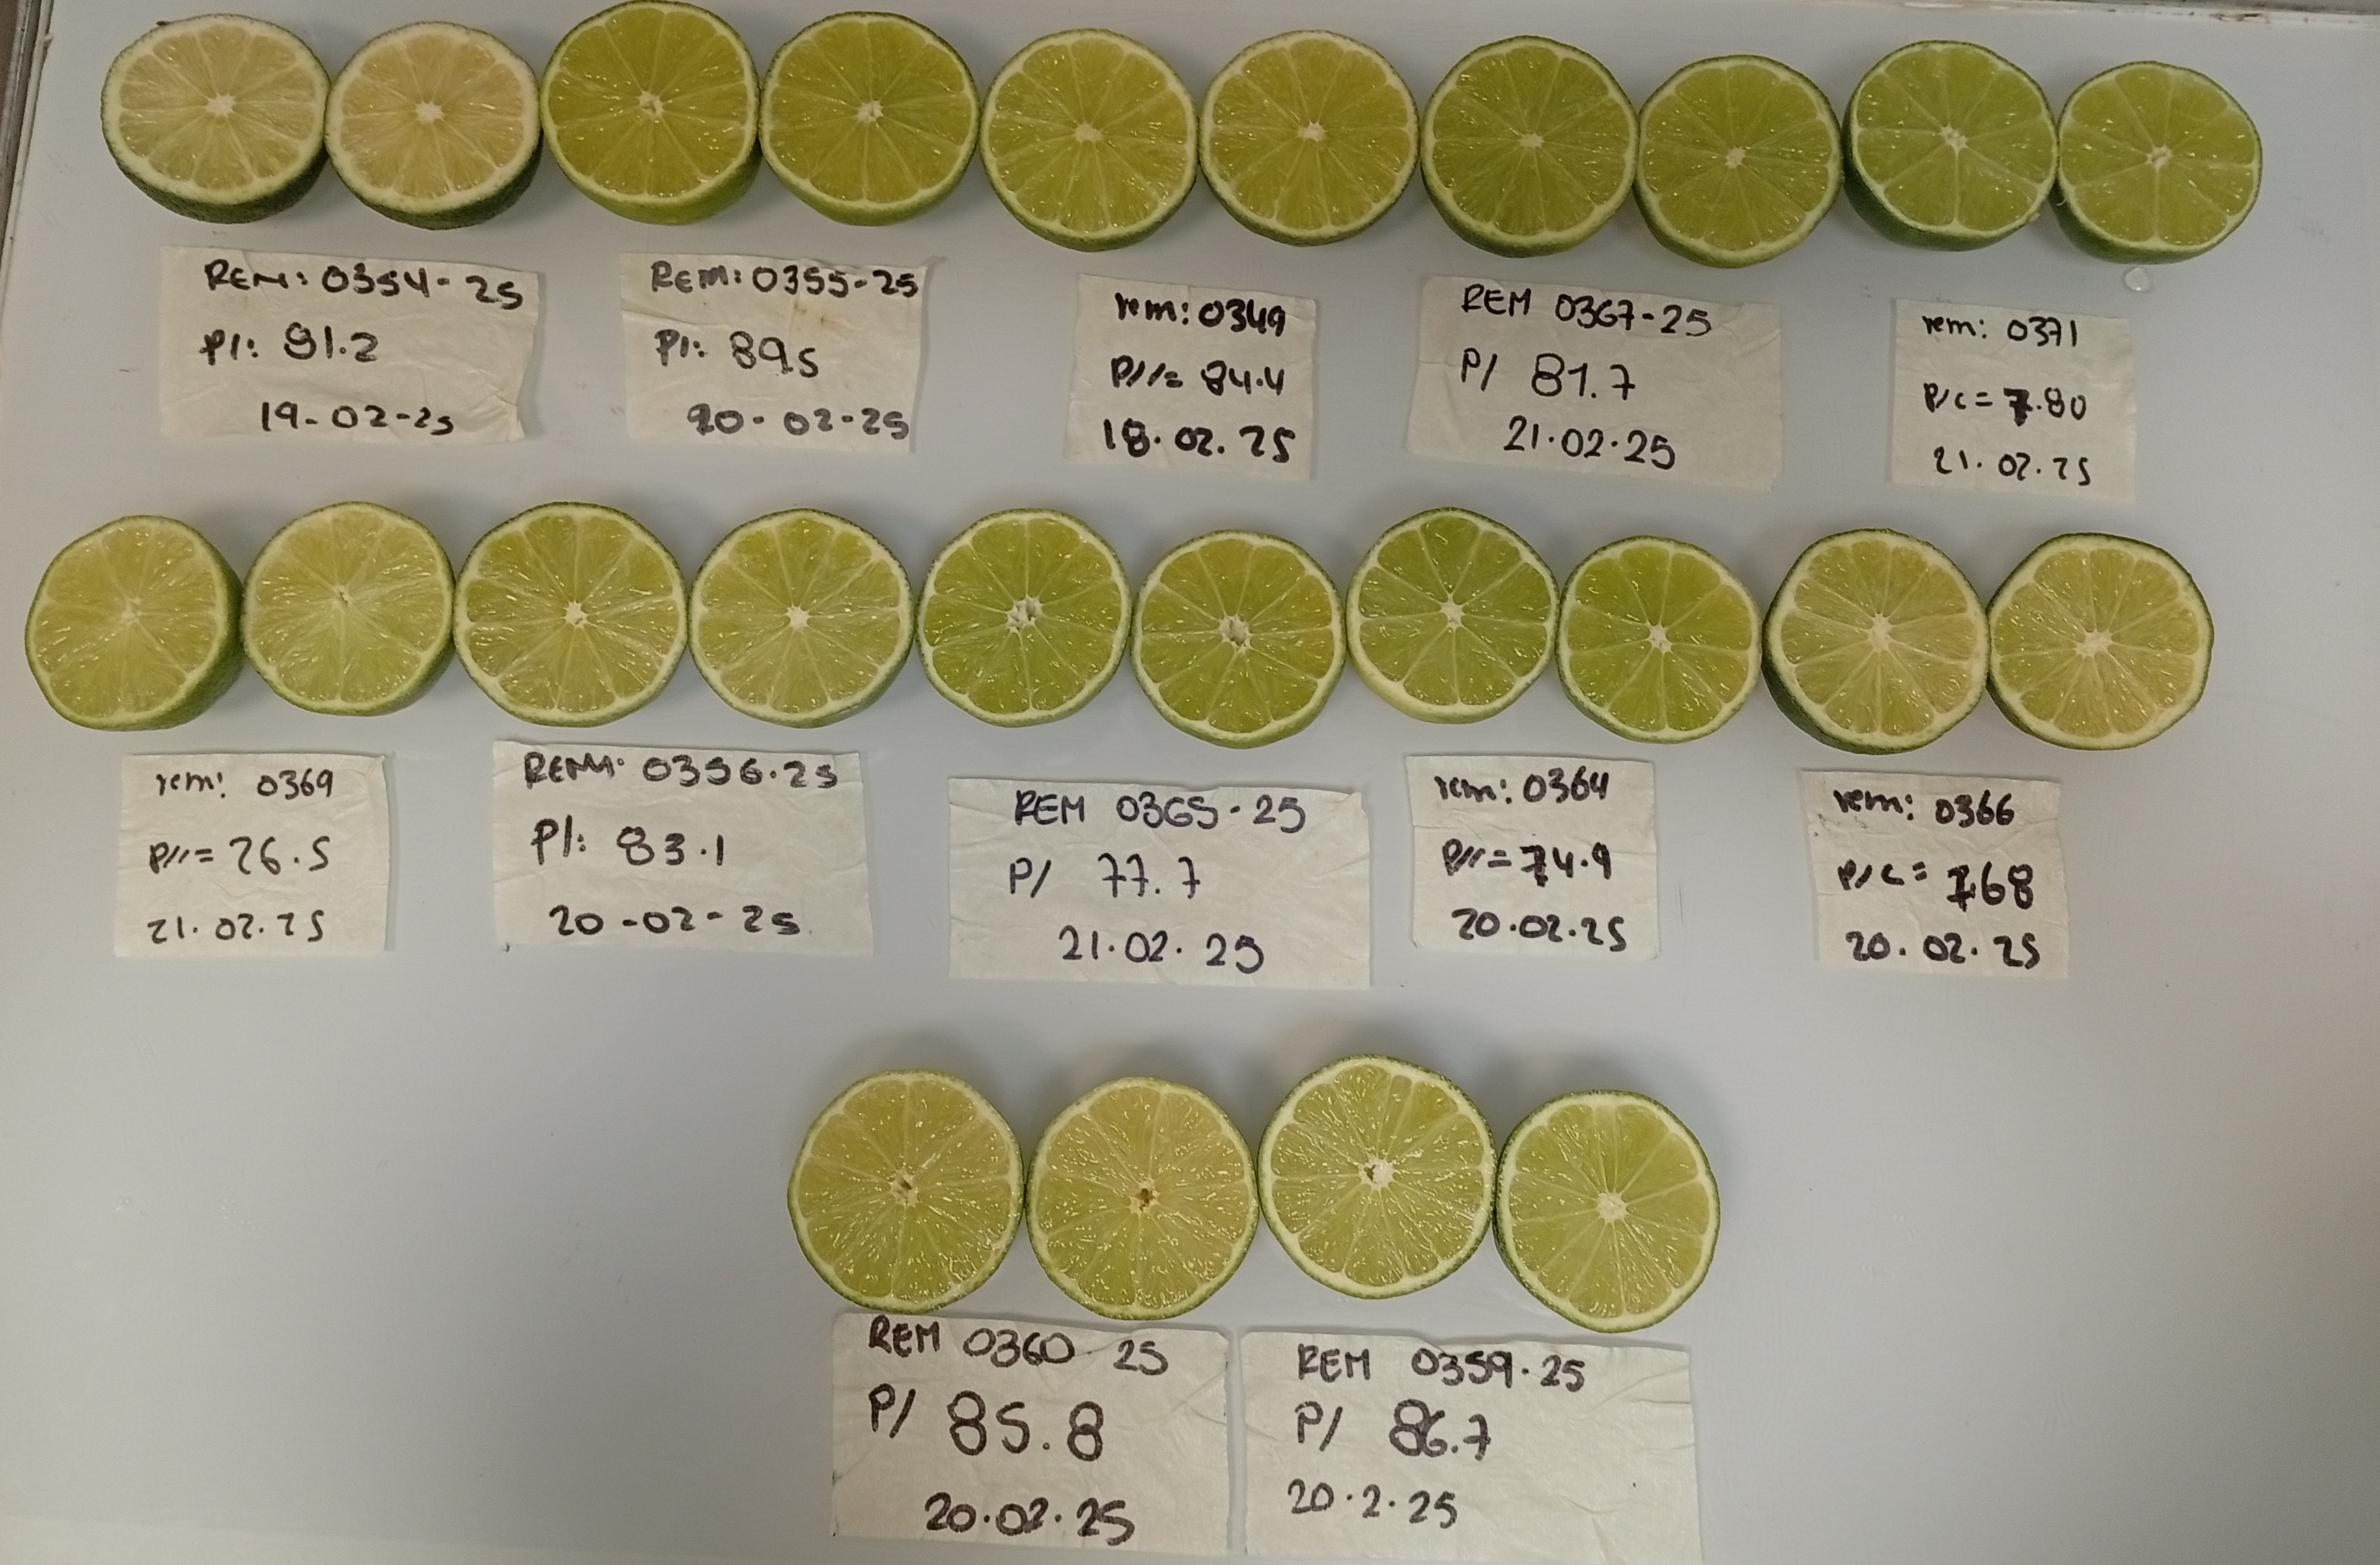 REM: 0354-25
P/: 81.2
19-02-25
REM: 0355-25
P/: 89.5
20-02-25
rem: 0349
P//= 84.4
18.02.25
REM 0367-25
P/ 81.7
21.02.25
rem: 0371
P/C = 7.80
21.02.25
rem: 0369
P//= 76.5
21.02.25
REM: 0356.25
P/: 83.1
20-02-25
REM 0365-25
P/ 77.7
21.02.25
rem: 0364
P/C = 74.9
20.02.25
rem: 0366
P/C = 768
20.02.25
REM 0360 25
P/ 85.8
20.02.25
REM 0359.25
P/ 86.7
20.2.25